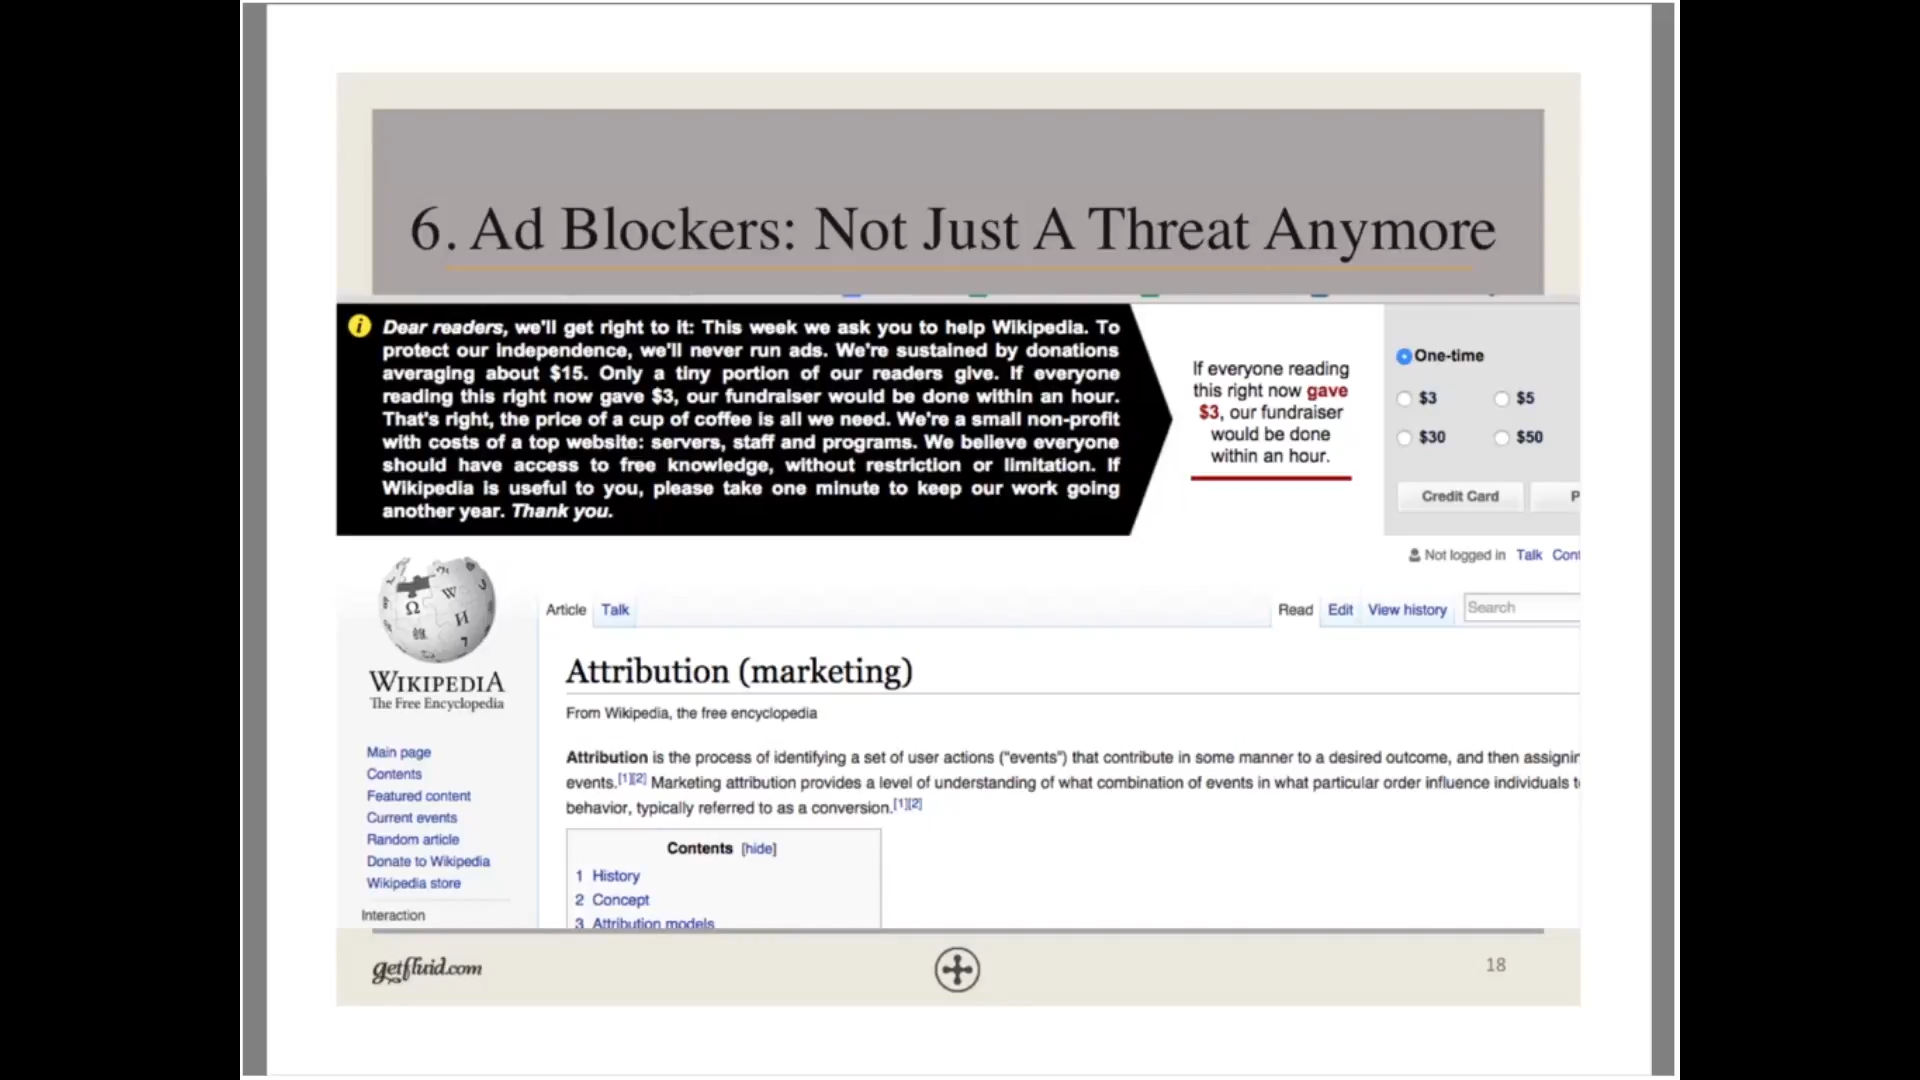 6. Ad Blockers: Not Just A Threat Anymore
i
Dear readers, we'll get right to it: This week we ask you to help Wikipedia. To
protect our independence, we'll never run ads. We're sustained by donations
averaging about $15. Only a tiny portion of our readers give. If everyone
reading this right now gave $3, our fundraiser would be done within an hour.
That's right, the price of a cup of coffee is all we need. We're a small non-profit
with costs of a top website: servers, staff and programs. We believe everyone
should have access to free knowledge, without restriction or limitation. If
Wikipedia is useful to you, please take one minute to keep our work going
another year. Thank you.
If everyone reading
this right now gave
$3, our fundraiser
would be done
within an hour.
One-time
$3 $5
$30 $50
Credit Card P
Not logged in Talk Cont
Article Talk Read Edit View history Search
WIKIPEDIA
The Free Encyclopedia
Main page
Contents
Featured content
Current events
Random article
Donate to Wikipedia
Wikipedia store
Interaction
Attribution (marketing)
From Wikipedia, the free encyclopedia
Attribution is the process of identifying a set of user actions ("events") that contribute in some manner to a desired outcome, and then assignin
events.[1][2] Marketing attribution provides a level of understanding of what combination of events in what particular order influence individuals t
behavior, typically referred to as a conversion.[1][2]
Contents [hide]
1 History
2 Concept
3 Attribution models
getfluid.com
18